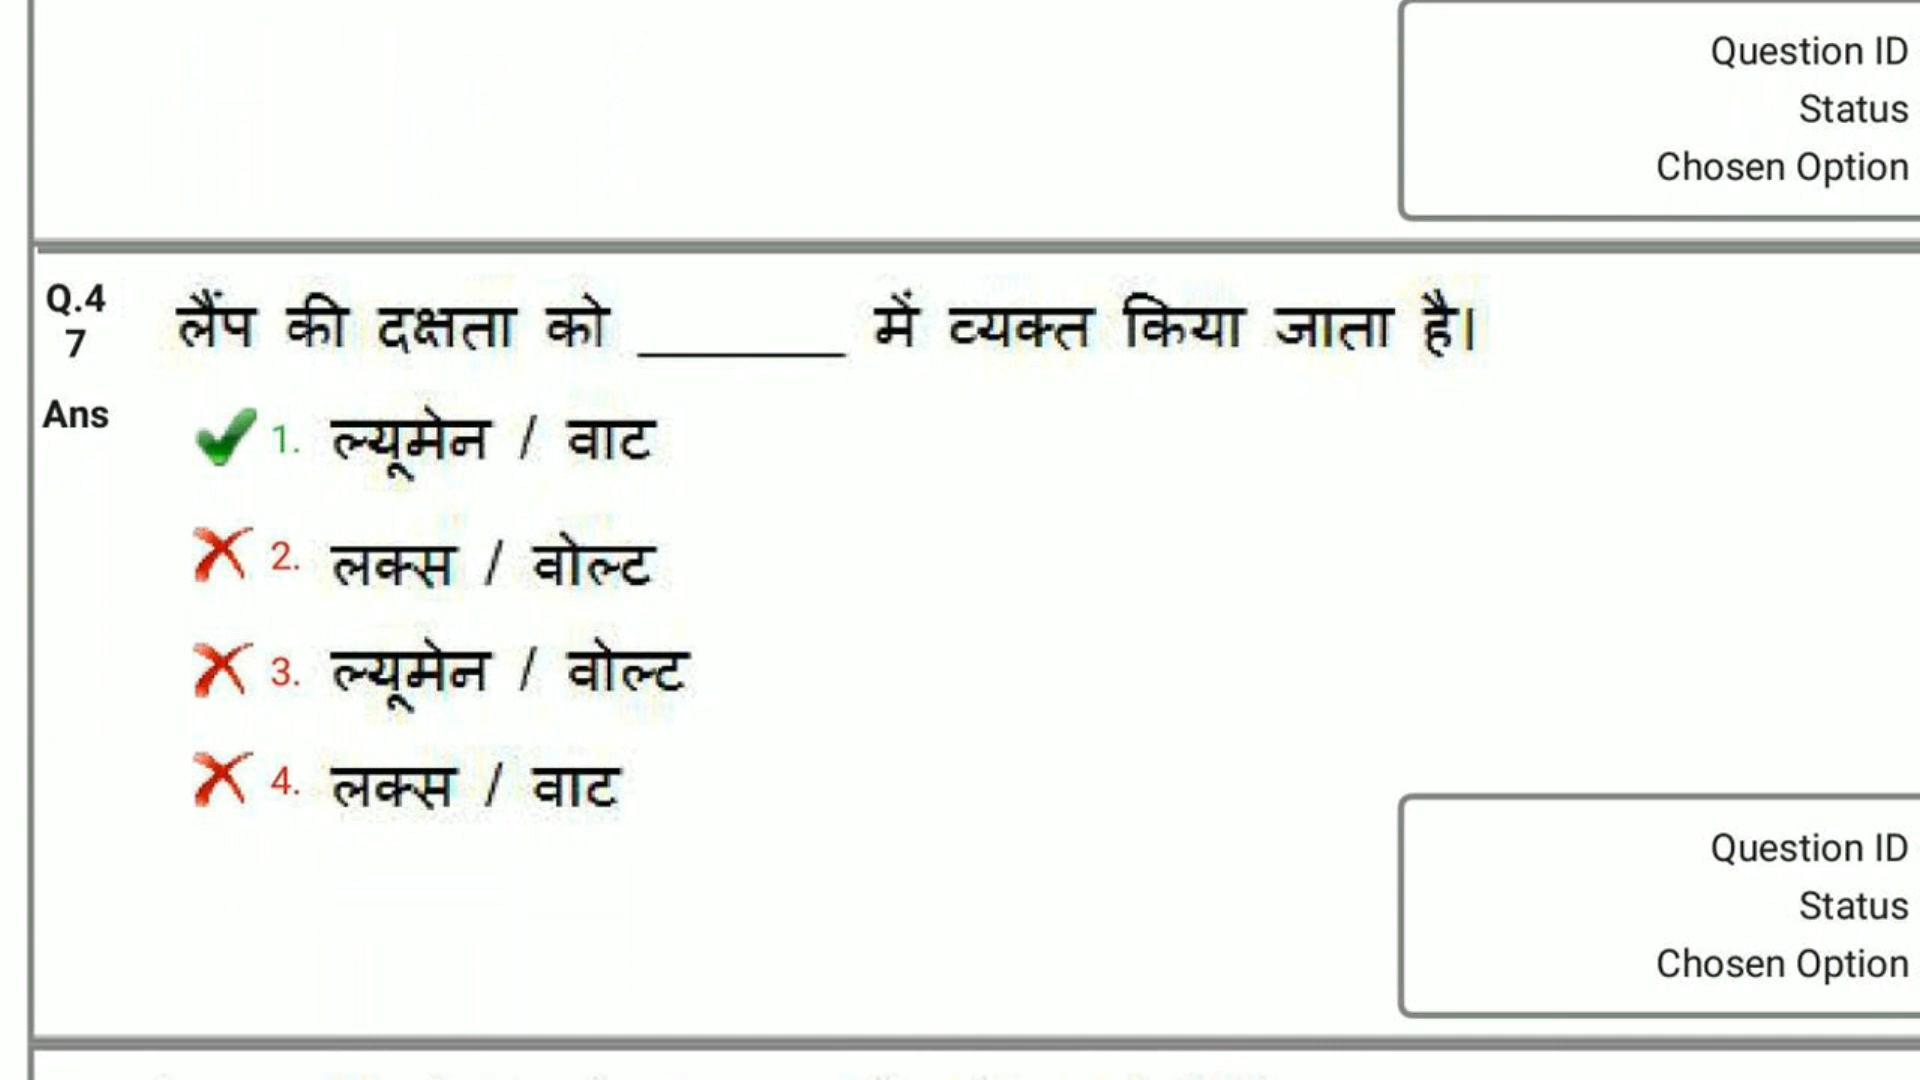 Question ID
Status
Chosen Option
Q.4
7
लैंप की दक्षता को ______ में व्यक्त किया जाता है।
Ans
1. ल्यूमेन / वाट
2. लक्स / वोल्ट
3. ल्यूमेन / वोल्ट
4. लक्स / वाट
Question ID
Status
Chosen Option